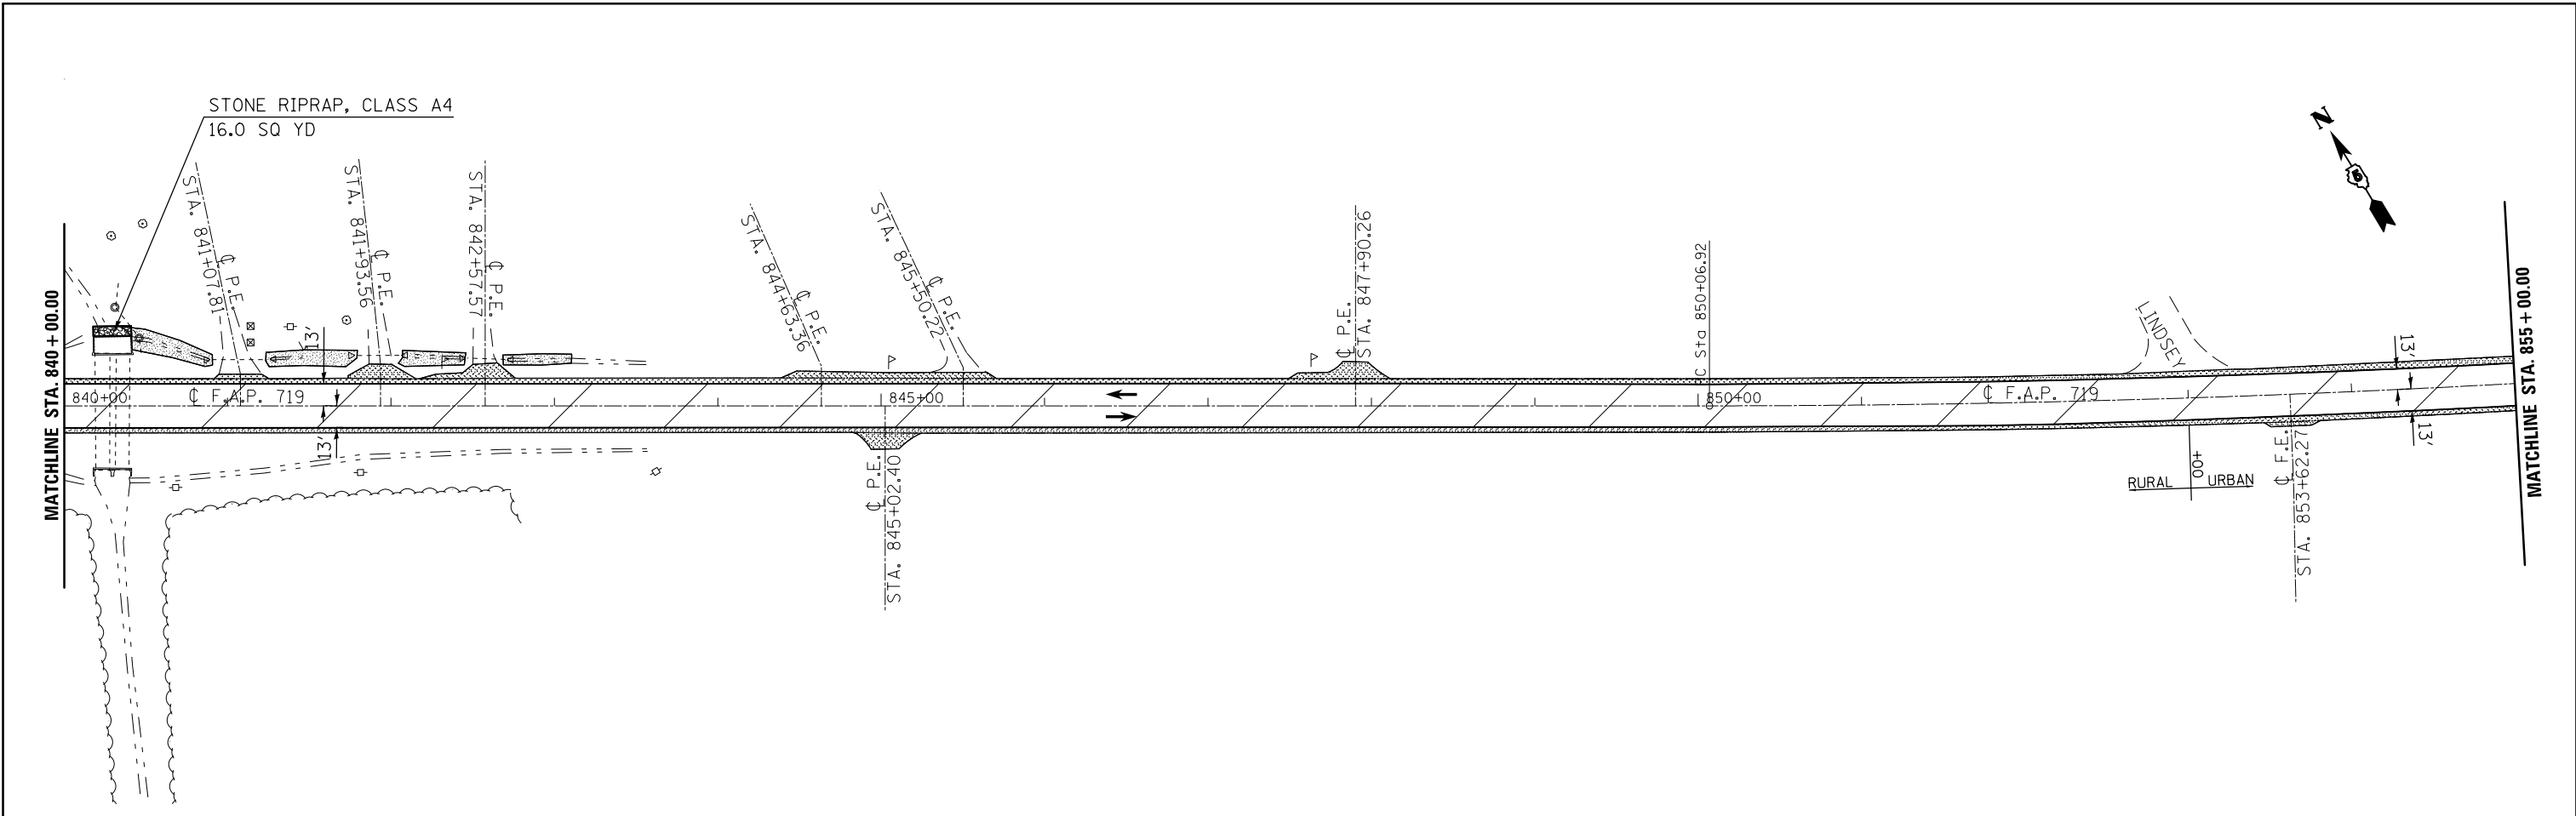 STONE RIPRAP, CLASS A4
16.0 SQ YD
N
5
STA. 841+07.81
℄ P.E.
STA. 841+93.56
℄ P.E.
STA. 842+57.57
℄ P.E.
STA. 844+63.36
℄ P.E.
STA. 845+50.22
℄ P.E.
℄ P.E.
STA. 847+90.26
PC Sta 850+06.92
LINDSEY
MATCHLINE STA. 840+00.00
MATCHLINE STA. 855+00.00
13'
13'
840+00
℄ F.A.P. 719
845+00
850+00
℄ F.A.P. 719
13'
13'
℄ P.E.
STA. 845+02.40
+00
RURAL
URBAN
℄ F.E.
STA. 853+62.27